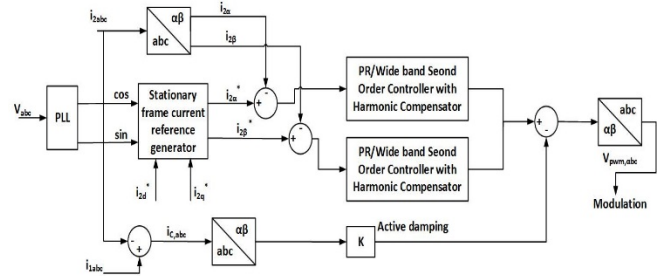 i2abc
αβ
abc
i2α
i2β
Vabc
PLL
cos
sin
Stationary
frame current
reference
generator
i2α*
i2β*
i2d*
i2q*
+
-
+
-
PR/Wide band Seond
Order Controller with
Harmonic Compensator
PR/Wide band Seond
Order Controller with
Harmonic Compensator
+
-
abc
αβ
Vpwm,abc
Modulation
-
+
i1abc
iC,abc
αβ
abc
K
Active damping